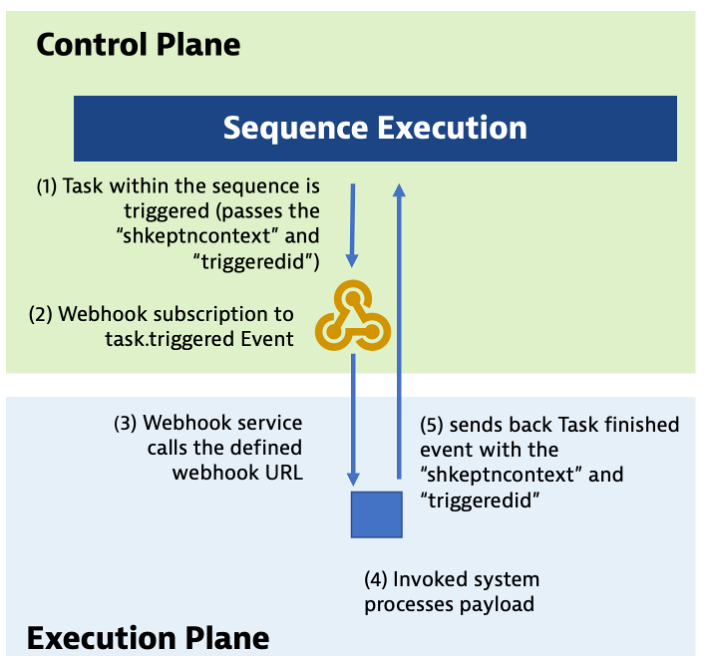 Control Plane
Sequence Execution
(1) Task within the sequence is
triggered (passes the
“shkeptncontext” and
“triggeredid”)
(2) Webhook subscription to
task.triggered Event
(3) Webhook service
calls the defined
webhook URL
(5) sends back Task finished
event with the
“shkeptncontext” and
“triggeredid”
(4) Invoked system
processes payload
Execution Plane